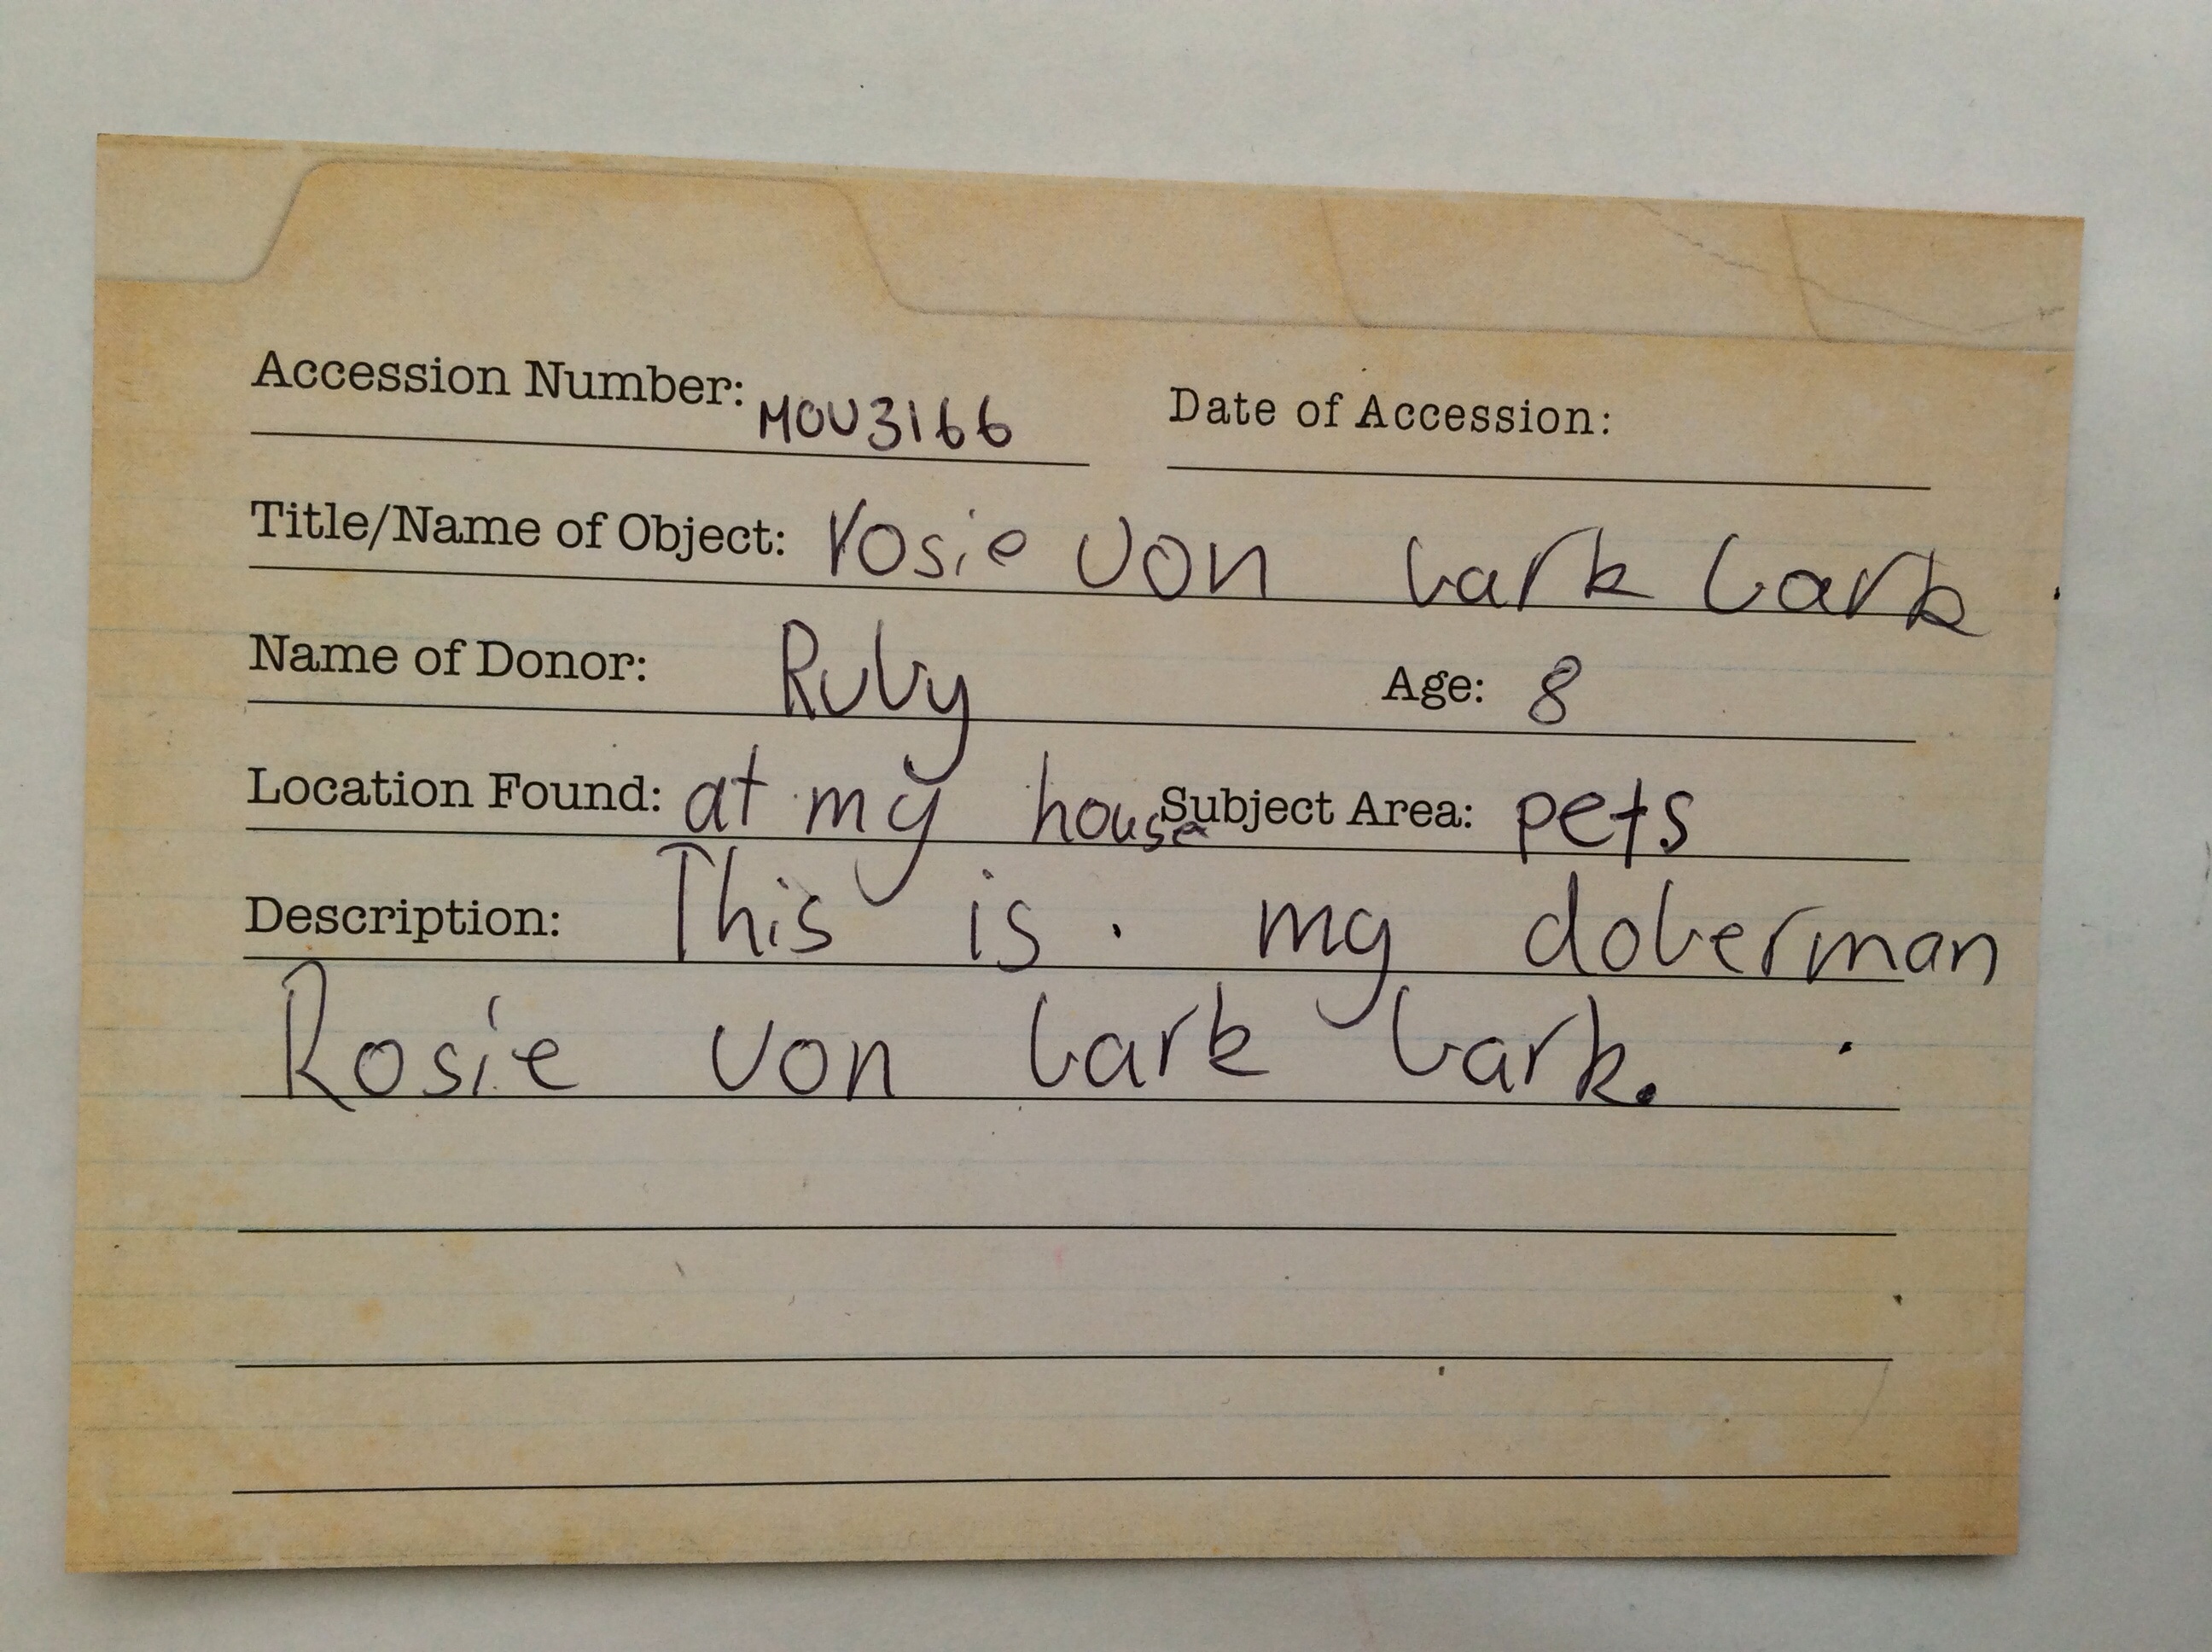 Accession Number: MOU3166 Date of Accession:
Title/Name of Object: rosie von bark bark
Name of Donor: Ruby Age: 8
Location Found: at my house Subject Area: pets
Description: This is my doberman
Rosie von bark bark.